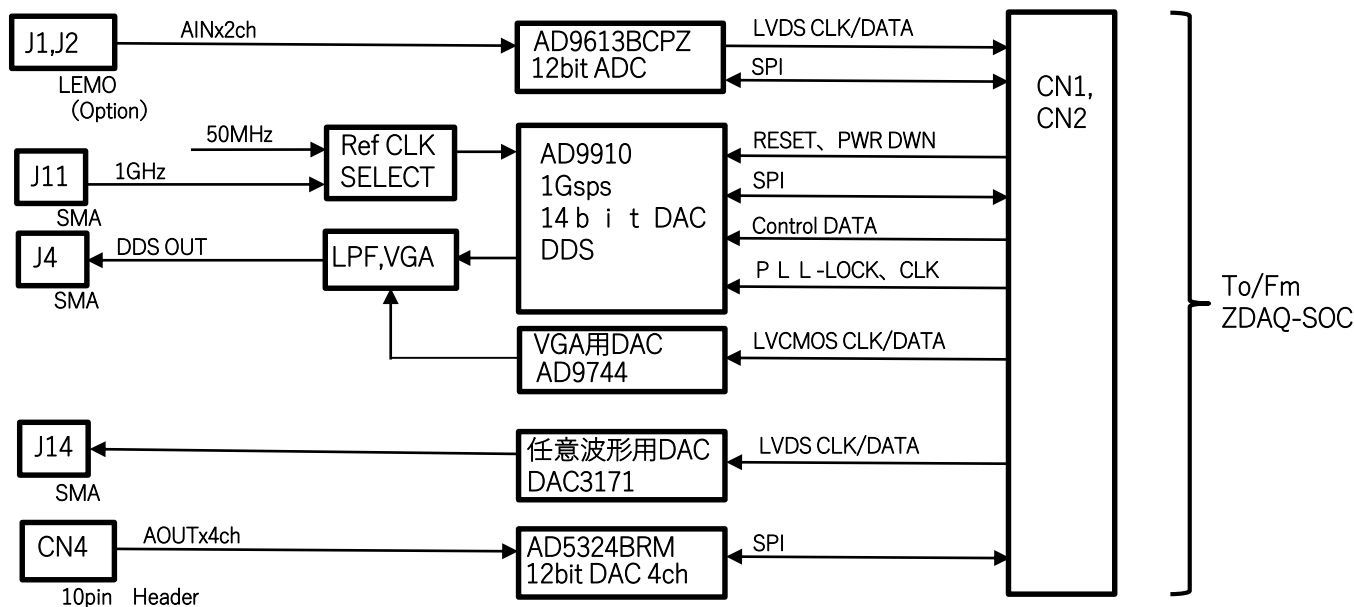 J1,J2
AINx2ch
AD9613BCPZ
12bit ADC
LVDS CLK/DATA
SPI
LEMO
（Option）
CN1,
CN2
50MHz
Ref CLK
SELECT
J11
1GHz
SMA
AD9910
1Gsps
14ｂｉｔ DAC
DDS
RESET、PWR DWN
SPI
Control DATA
ＰＬＬ-LOCK、CLK
J4
DDS OUT
LPF,VGA
SMA
To/Fm
ZDAQ-SOC
VGA用DAC
AD9744
LVCMOS CLK/DATA
J14
SMA
任意波形用DAC
DAC3171
LVDS CLK/DATA
CN4
AOUTx4ch
AD5324BRM
12bit DAC 4ch
SPI
10pin　Header